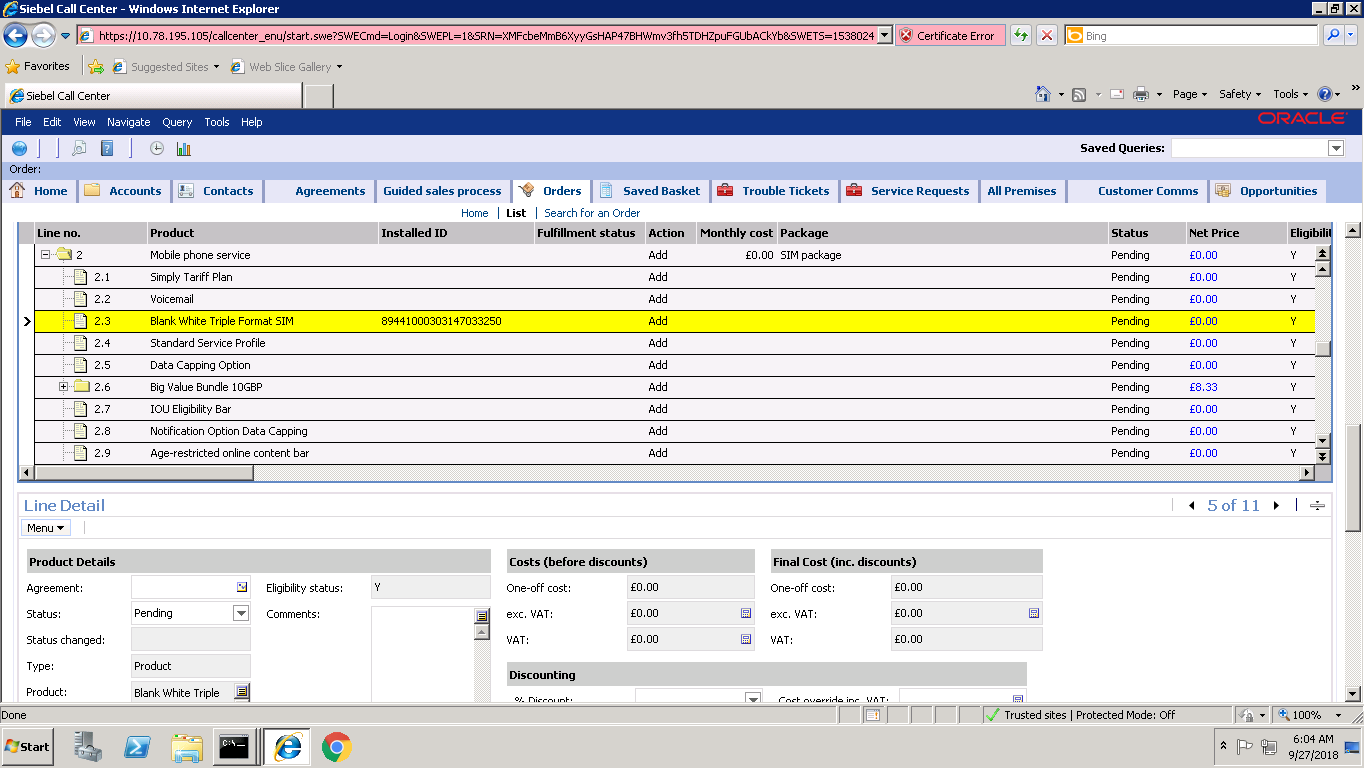 Siebel Call Center - Windows Internet Explorer
https://10.78.195.105/callcenter_enu/start.swe?SWECmd=Login&SWEPL=1&SRN=XMFcbeMmB6XyyGsHAP47BHWmv3fh5TDHZpuFGUbACkYb&SWETS=1538024 Certificate Error Bing
Favorites Suggested Sites Web Slice Gallery
Siebel Call Center Page Safety Tools
File Edit View Navigate Query Tools Help ORACLE
Saved Queries:
Order:
Home Accounts Contacts Agreements Guided sales process Orders Saved Basket Trouble Tickets Service Requests All Premises Customer Comms Opportunities
Home List Search for an Order
Line no. Product Installed ID Fulfillment status Action Monthly cost Package Status Net Price Eligibilit
2 Mobile phone service Add £0.00 SIM package Pending £0.00 Y
2.1 Simply Tariff Plan Add Pending £0.00 Y
2.2 Voicemail Add Pending £0.00 Y
2.3 Blank White Triple Format SIM 89441000303147033250 Add Pending £0.00 Y
2.4 Standard Service Profile Add Pending £0.00 Y
2.5 Data Capping Option Add Pending £0.00 Y
2.6 Big Value Bundle 10GBP Add Pending £8.33 Y
2.7 IOU Eligibility Bar Add Pending £0.00 Y
2.8 Notification Option Data Capping Add Pending £0.00 Y
2.9 Age-restricted online content bar Add Pending £0.00 Y
Line Detail 5 of 11
Menu
Product Details Costs (before discounts) Final Cost (inc. discounts)
Agreement: Eligibility status: Y One-off cost: £0.00 One-off cost: £0.00
Status: Pending Comments: exc. VAT: £0.00 exc. VAT: £0.00
Status changed: VAT: £0.00 VAT: £0.00
Type: Product
Discounting
Product: Blank White Triple
% Discount: Cost override inc. VAT:
Done Trusted sites | Protected Mode: Off 100%
Start C:\. 6:04 AM
9/27/2018